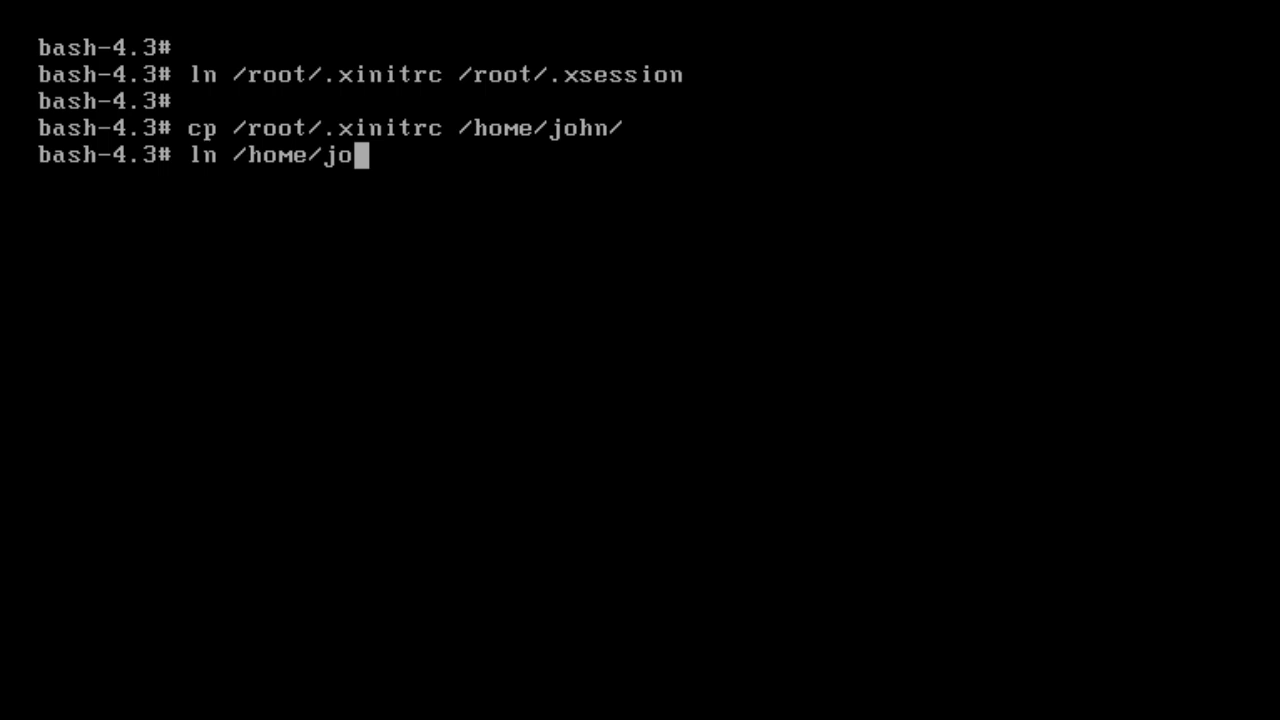 bash-4.3#
bash-4.3# ln /root/.xinitrc /root/.xsession
bash-4.3#
bash-4.3# cp /root/.xinitrc /home/john/
bash-4.3# ln /home/jo